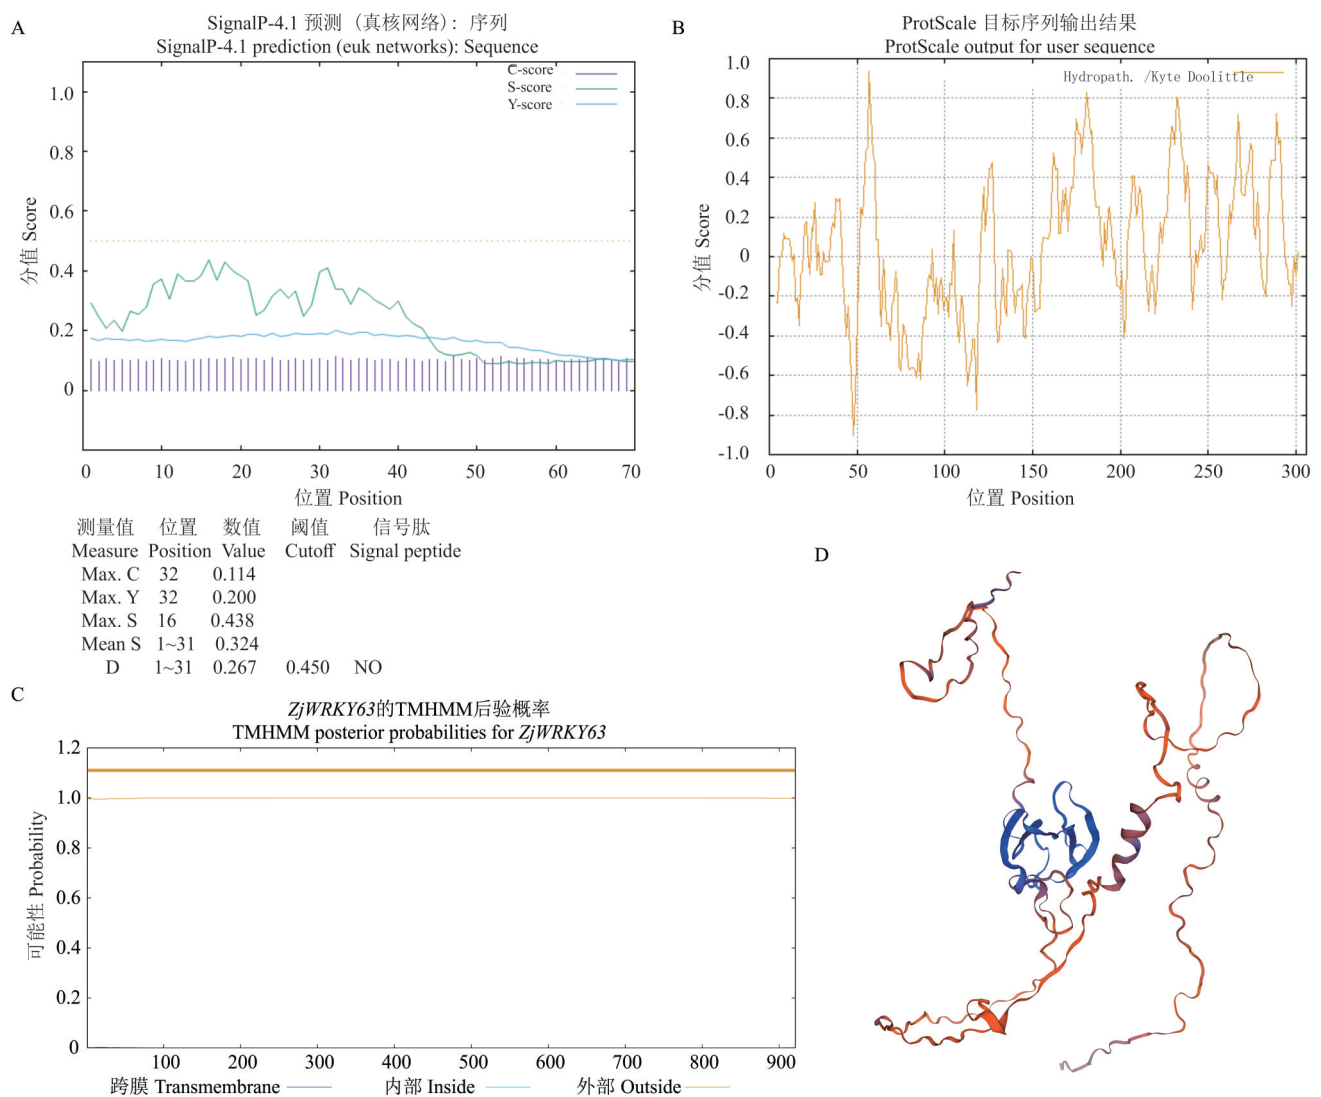 A
SignalP-4.1 预测（真核网络）：序列
SignalP-4.1 prediction (euk networks): Sequence
C-score
S-score
Y-score
1.0
0.8
0.6
0.4
0.2
0
分值 Score
0 10 20 30 40 50 60 70
位置 Position
测量值 位置 数值 阈值 信号肽
Measure Position Value Cutoff Signal peptide
Max. C 32 0.114
Max. Y 32 0.200
Max. S 16 0.438
Mean S 1~31 0.324
D 1~31 0.267 0.450 NO
B
ProtScale 目标序列输出结果
ProtScale output for user sequence
Hydropath. /Kyte Doolittle
1.0
0.8
0.6
0.4
0.2
0
-0.2
-0.4
-0.6
-0.8
-1.0
分值 Score
0 50 100 150 200 250 300
位置 Position
C
ZjWRKY63的TMHMM后验概率
TMHMM posterior probabilities for ZjWRKY63
1.2
1.0
0.8
0.6
0.4
0.2
0
可能性 Probability
100 200 300 400 500 600 700 800 900
跨膜 Transmembrane 内部 Inside 外部 Outside
D